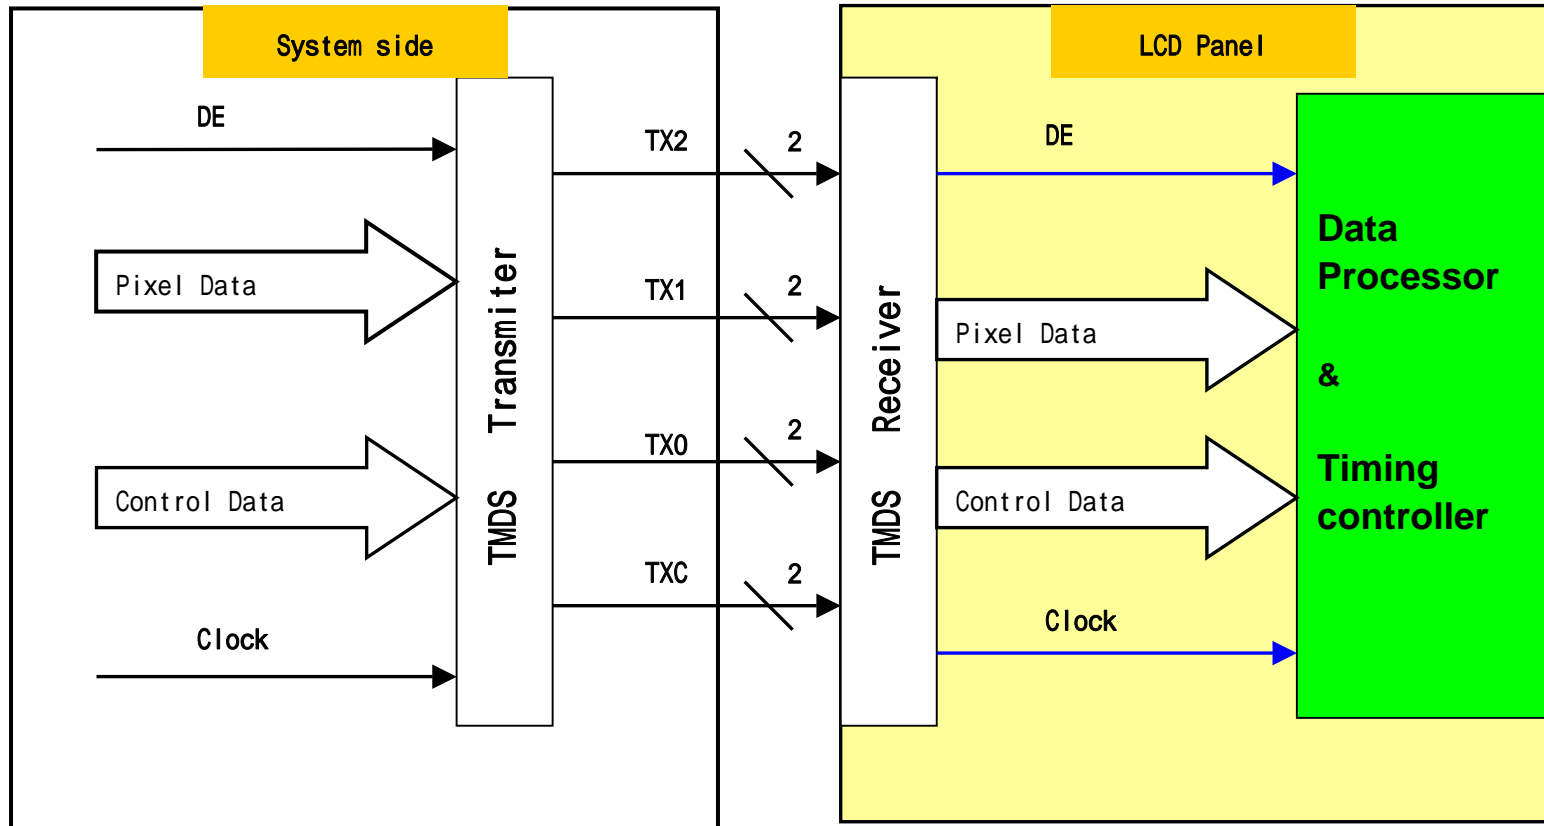 System side
LCD Panel
DE
Pixel Data
Control Data
Clock
TMDS Transmiter
TX2
2
TX1
2
TX0
2
TXC
2
TMDS Receiver
DE
Pixel Data
Control Data
Clock
Data
Processor
&
Timing
controller